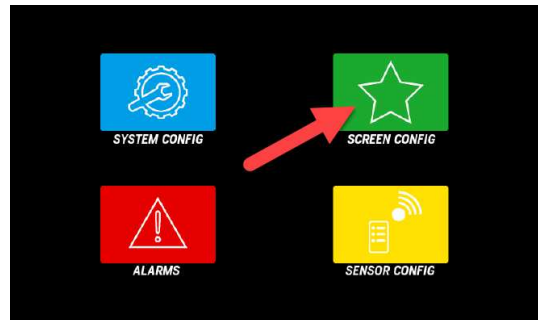 SYSTEM CONFIG
SCREEN CONFIG
ALARMS
SENSOR CONFIG